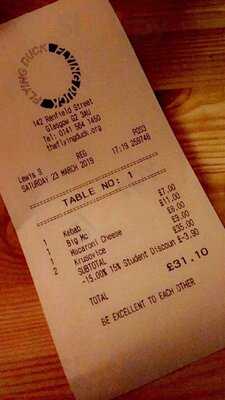 FLYING DUCK FLYING DUCK
142 Renfield Street
Glasgow G2 3AU
Tel: 0141 564 1450
theflyingduck.org
Lewis S REG POS3
SATURDAY 23 MARCH 2019 17:19 259746
TABLE NO: 1
1 Kebab £7.00
1 Big Mc £11.00
1 Macaroni Cheese £8.00
2 Krusovice £9.00
SUBTOTAL £35.00
-15.00% 15% Student Discoun £-3.90
TOTAL £31.10
BE EXCELLENT TO EACH OTHER